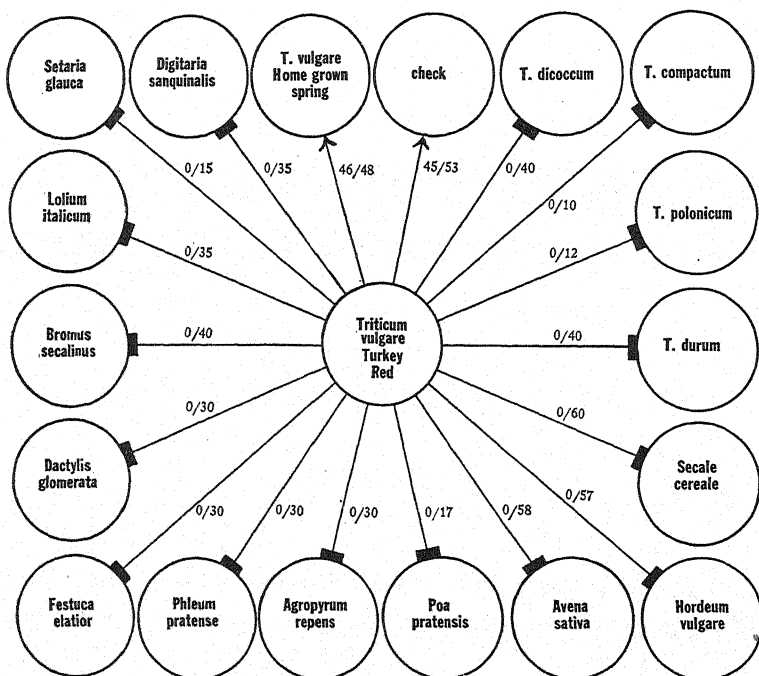 Setaria
glauca
Digitaria
sanquinalis
T. vulgare
Home grown
spring
check
T. dicoccum
T. compactum
0/15
0/35
46/48
45/53
0/40
0/10
Lolium
italicum
0/35
0/12
T. polonicum
Bromus
secalinus
0/40
Triticum
vulgare
Turkey
Red
0/40
T. durum
Dactylis
glomerata
0/30
0/60
Secale
cereale
0/30
0/30
0/30
0/17
0/58
0/57
Festuca
elatior
Phleum
pratense
Agropyrum
repens
Poa
pratensis
Avena
sativa
Hordeum
vulgare